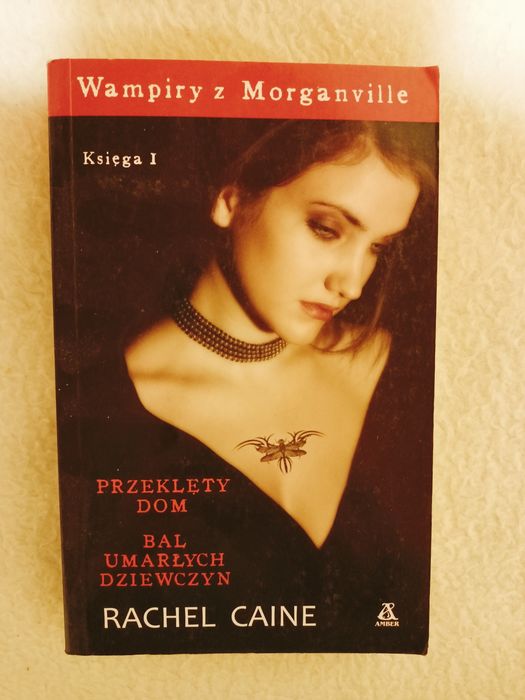 Wampiry z Morganville
Księga I
PRZEKLĘTY
DOM
BAL
UMARŁYCH
DZIEWCZYN
RACHEL CAINE
AMBER